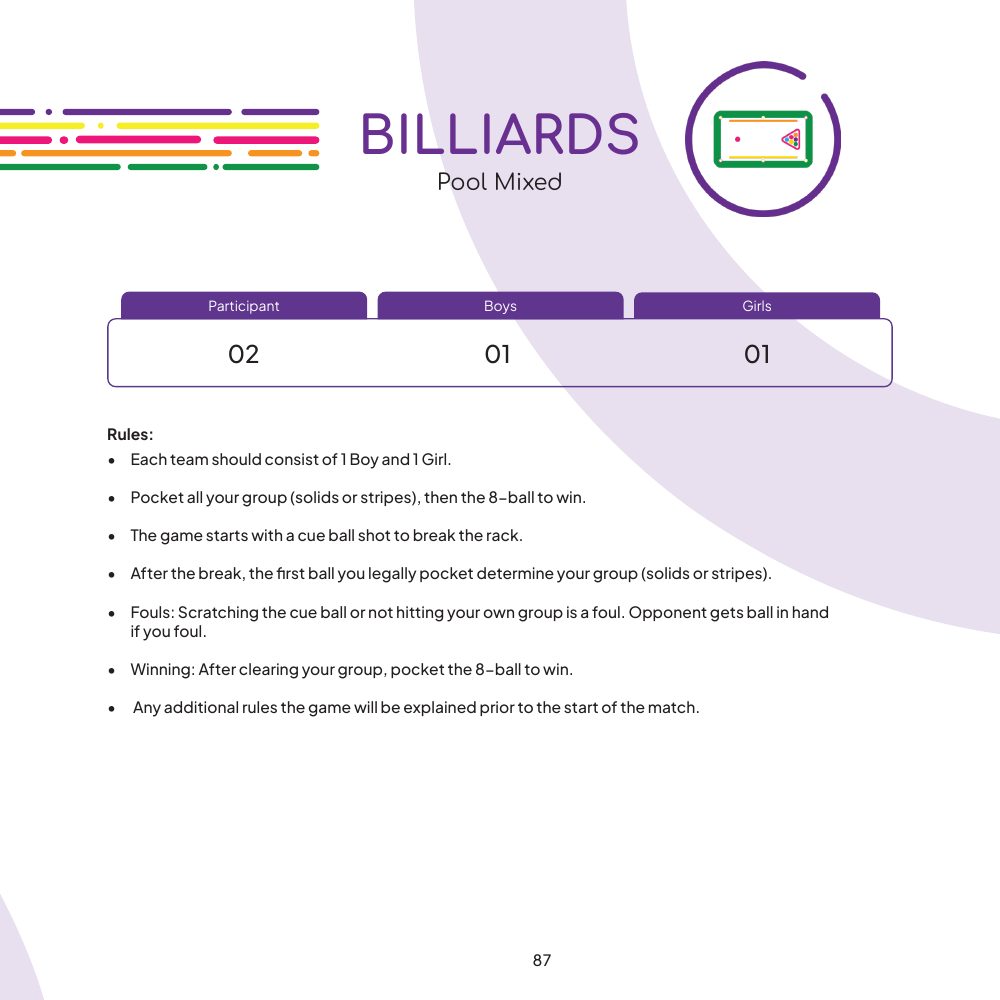 BILLIARDS
Pool Mixed
Participant
Boys
Girls
02
01
01
Rules:
• Each team should consist of 1 Boy and 1 Girl.
• Pocket all your group (solids or stripes), then the 8-ball to win.
• The game starts with a cue ball shot to break the rack.
• After the break, the first ball you legally pocket determine your group (solids or stripes).
• Fouls: Scratching the cue ball or not hitting your own group is a foul. Opponent gets ball in hand
if you foul.
• Winning: After clearing your group, pocket the 8-ball to win.
• Any additional rules the game will be explained prior to the start of the match.
87